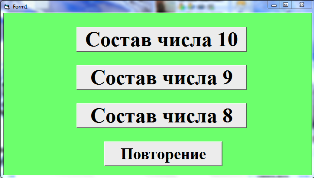 Form1
Состав числа 10
Состав числа 9
Состав числа 8
Повторение